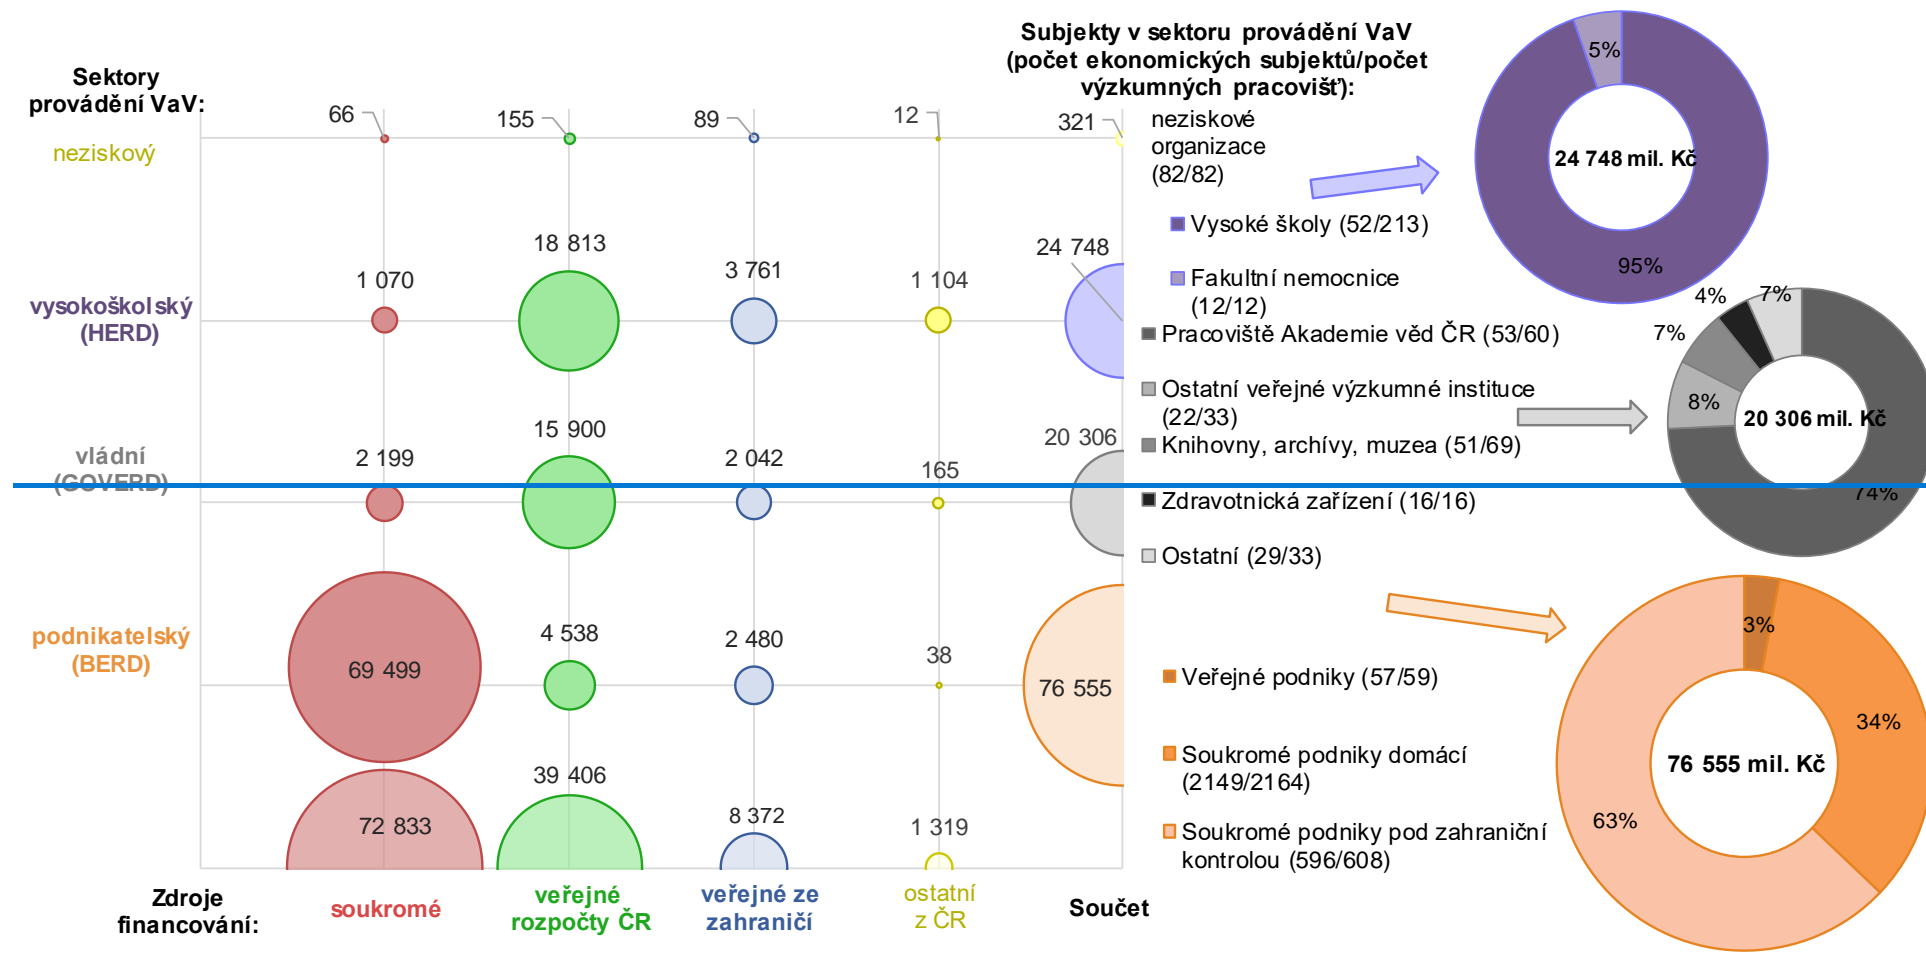 Subjekty v sektoru provádění VaV
(počet ekonomických subjektů/počet
výzkumných pracovišť):
Sektory
provádění VaV:
66
155
89
12
321
neziskový
neziskové
organizace
(82/82)
5%
24 748 mil. Kč
95%
18 813
24 748
1 070
3 761
1 104
vysokoškolský
(HERD)
Vysoké školy (52/213)
Fakultní nemocnice
(12/12)
Pracoviště Akademie věd ČR (53/60)
Ostatní veřejné výzkumné instituce
(22/33)
Knihovny, archívy, muzea (51/69)
Zdravotnická zařízení (16/16)
Ostatní (29/33)
4%
7%
7%
8%
20 306 mil. Kč
74%
15 900
20 306
2 199
2 042
165
vládní
(GOVERD)
podnikatelský
(BERD)
69 499
4 538
2 480
38
76 555
Veřejné podniky (57/59)
Soukromé podniky domácí
(2149/2164)
Soukromé podniky pod zahraniční
kontrolou (596/608)
3%
34%
76 555 mil. Kč
63%
72 833
39 406
8 372
1 319
Zdroje
financování:
soukromé
veřejné
rozpočty ČR
veřejné ze
zahraničí
ostatní
z ČR
Součet